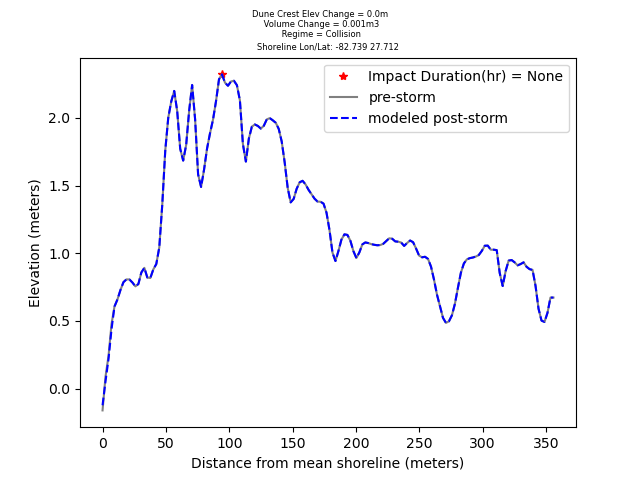 Dune Crest Elev Change = 0.0m
Volume Change = 0.001m3
Regime = Collision
Shoreline Lon/Lat: -82.739 27.712
Impact Duration(hr) = None
pre-storm
modeled post-storm
Elevation (meters)
2.0
1.5
1.0
0.5
0.0
0 50 100 150 200 250 300 350
Distance from mean shoreline (meters)